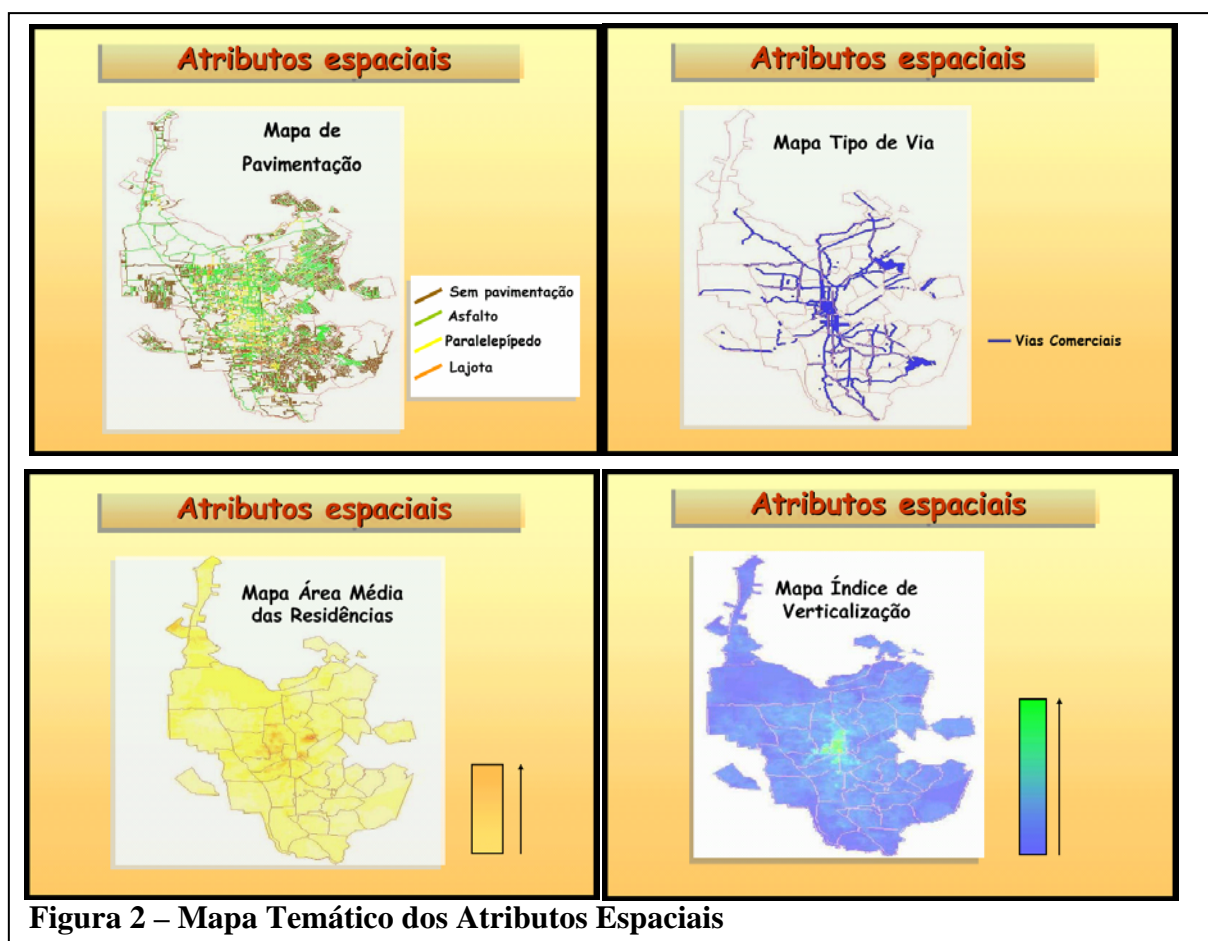 Atributos espaciais
Mapa de
Pavimentação
Sem pavimentação
Asfalto
Paralelepípedo
Lajota
Atributos espaciais
Mapa Tipo de Via
Vias Comerciais
Atributos espaciais
Mapa Área Média
das Residências
Atributos espaciais
Mapa Índice de
Verticalização
Figura 2 – Mapa Temático dos Atributos Espaciais